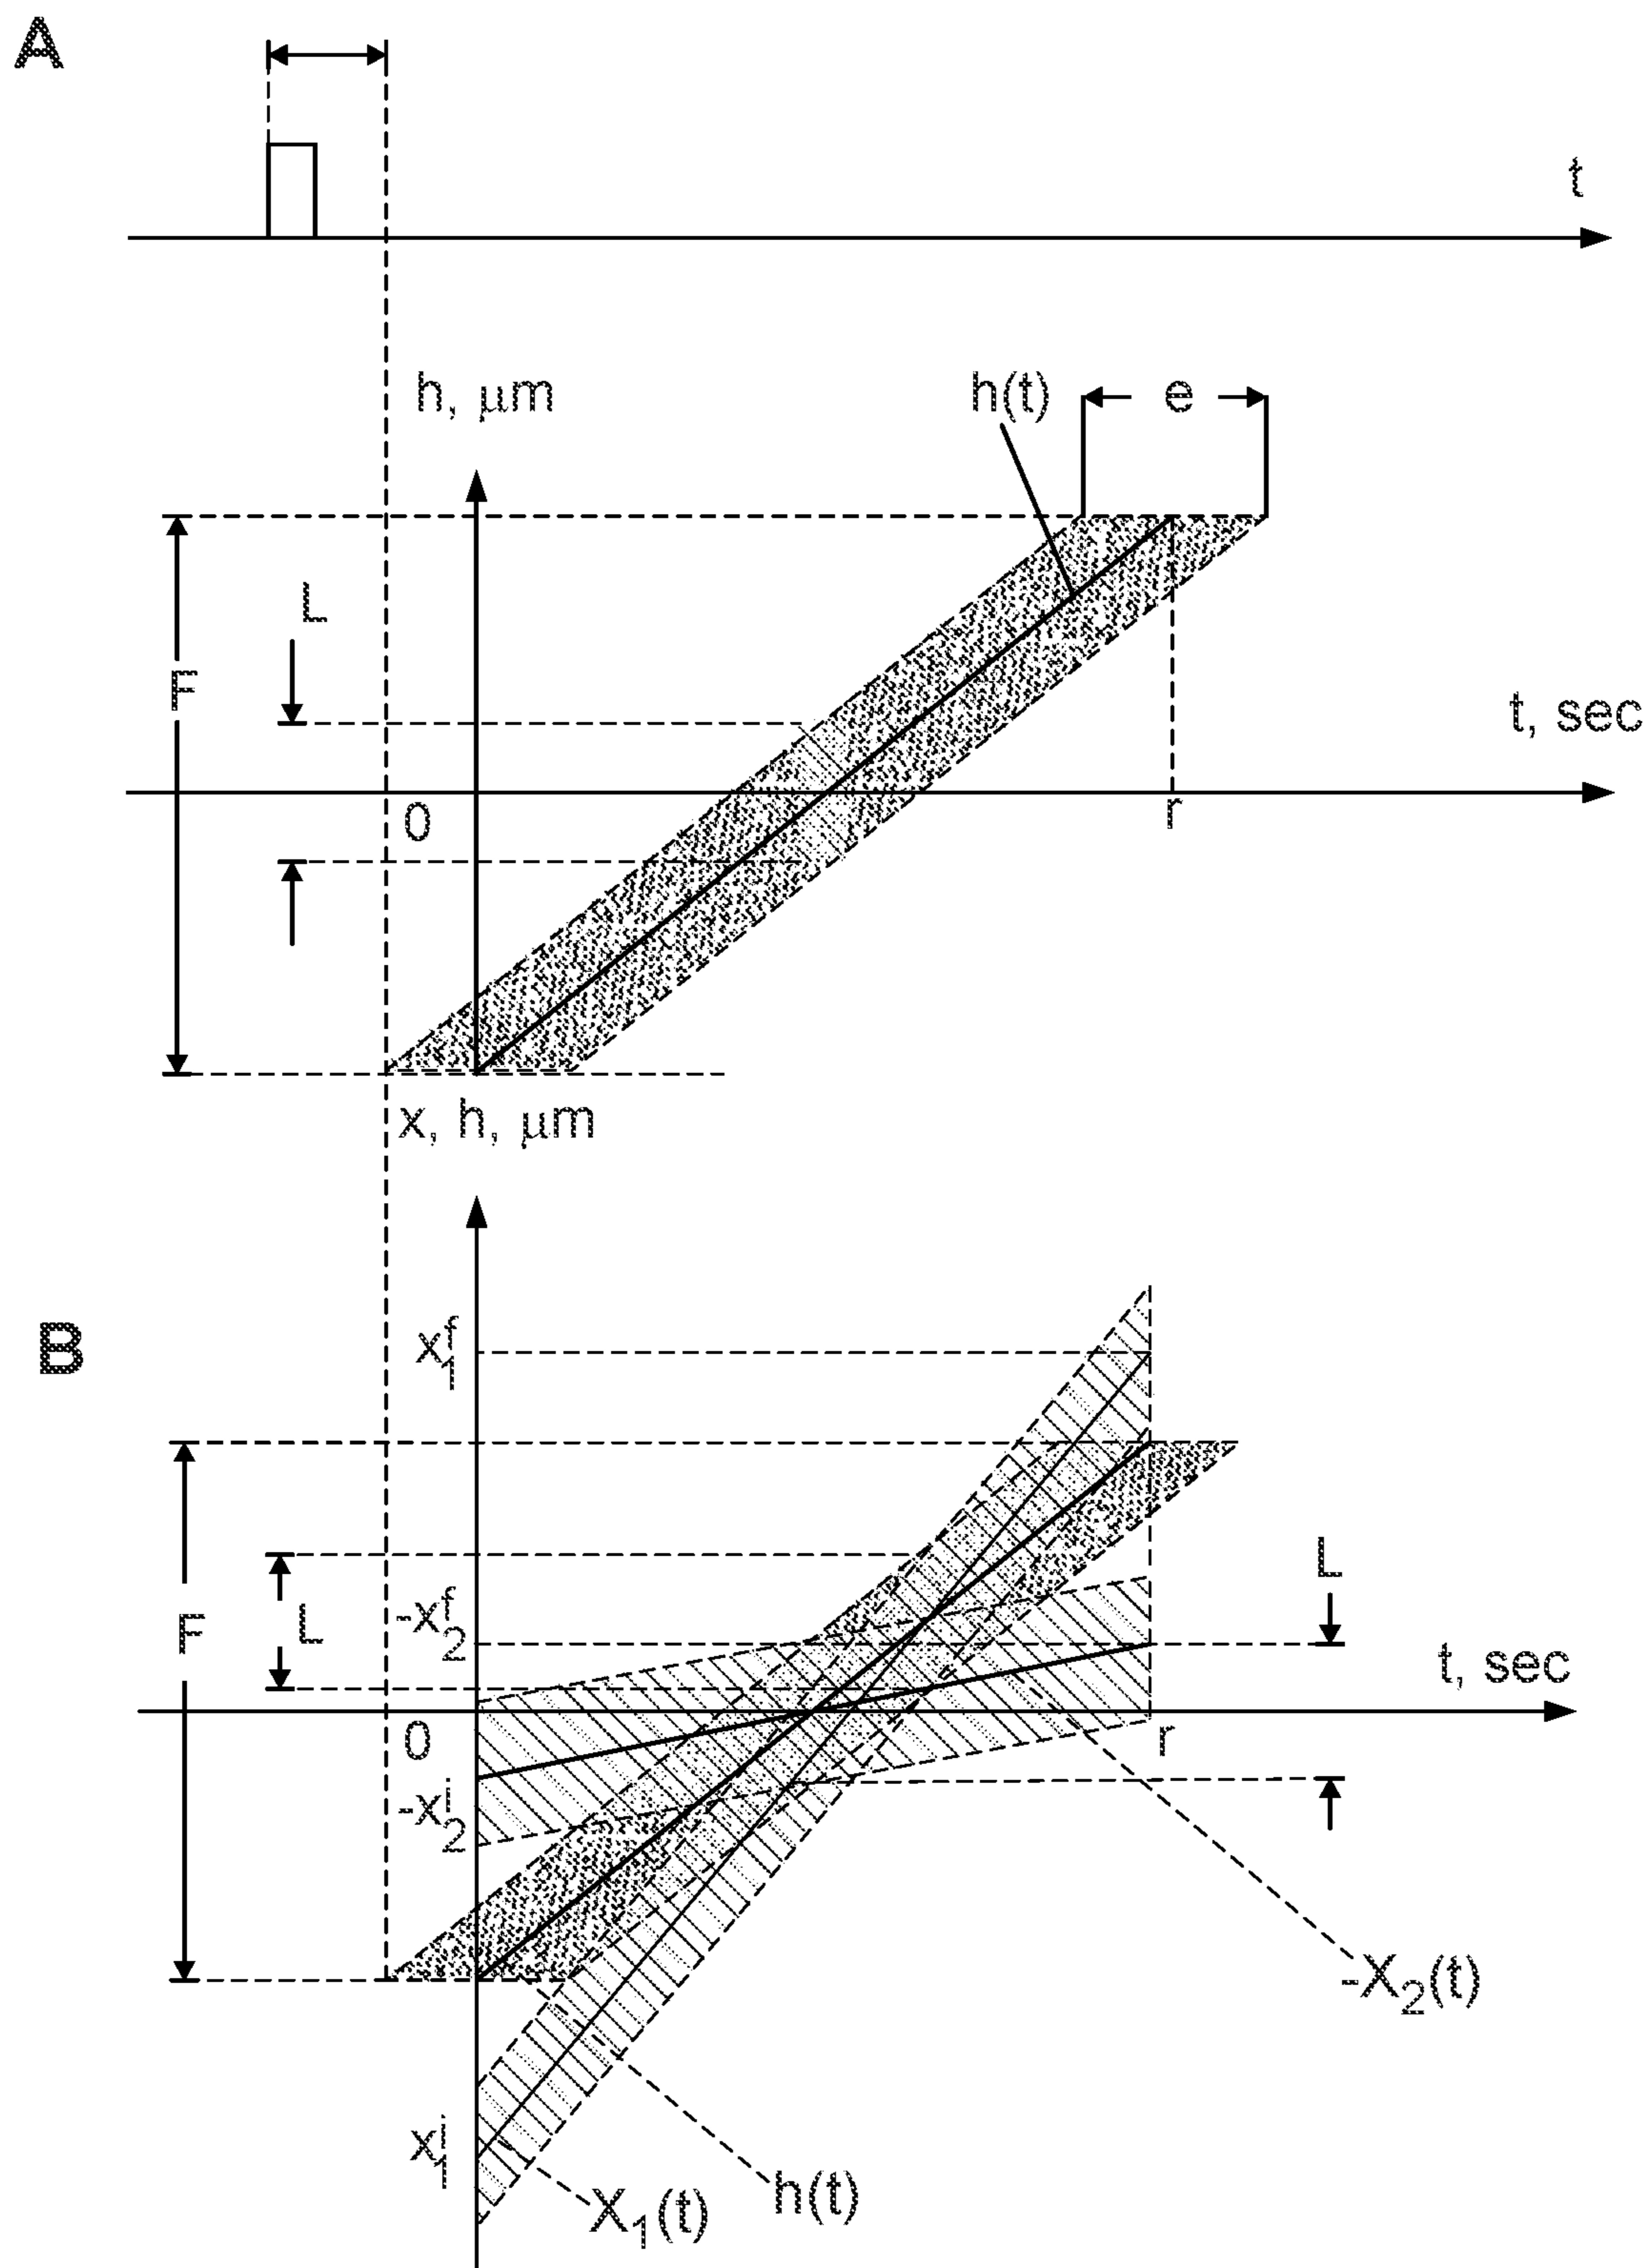 A
t
h, μm
h(t)
e
L
F
t, sec
0
r
x, h, μm
B
x₁ᶠ
L
-x₂ᶠ
F
L
t, sec
0
r
-x₂ⁱ
-X₂(t)
x₁ⁱ
h(t)
X₁(t)